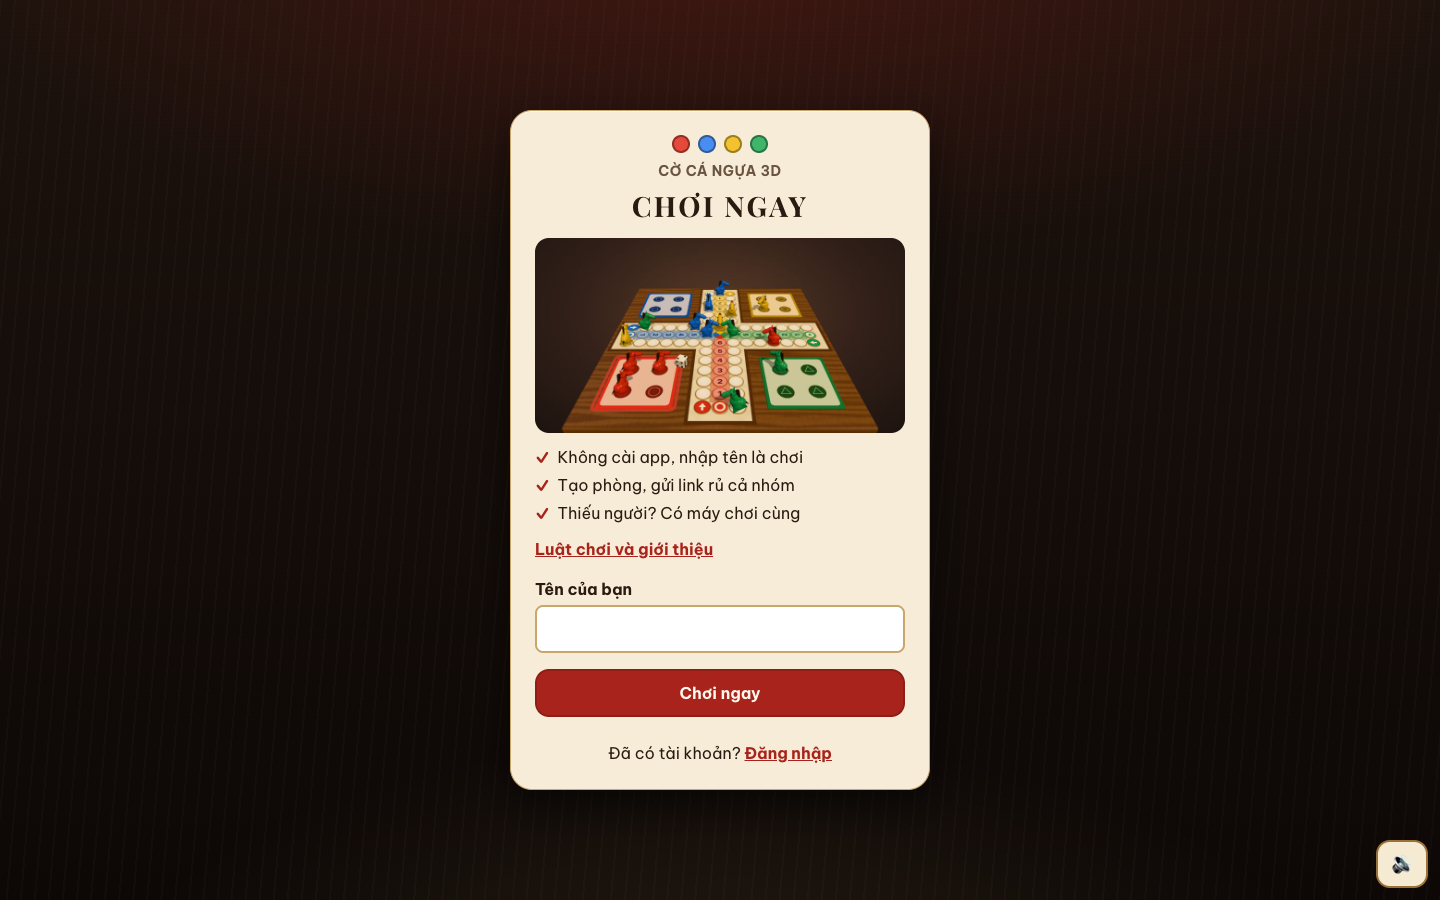 CỜ CÁ NGỰA 3D
CHƠI NGAY
Không cài app, nhập tên là chơi
Tạo phòng, gửi link rủ cả nhóm
Thiếu người? Có máy chơi cùng
Luật chơi và giới thiệu
Tên của bạn
Chơi ngay
Đã có tài khoản? Đăng nhập